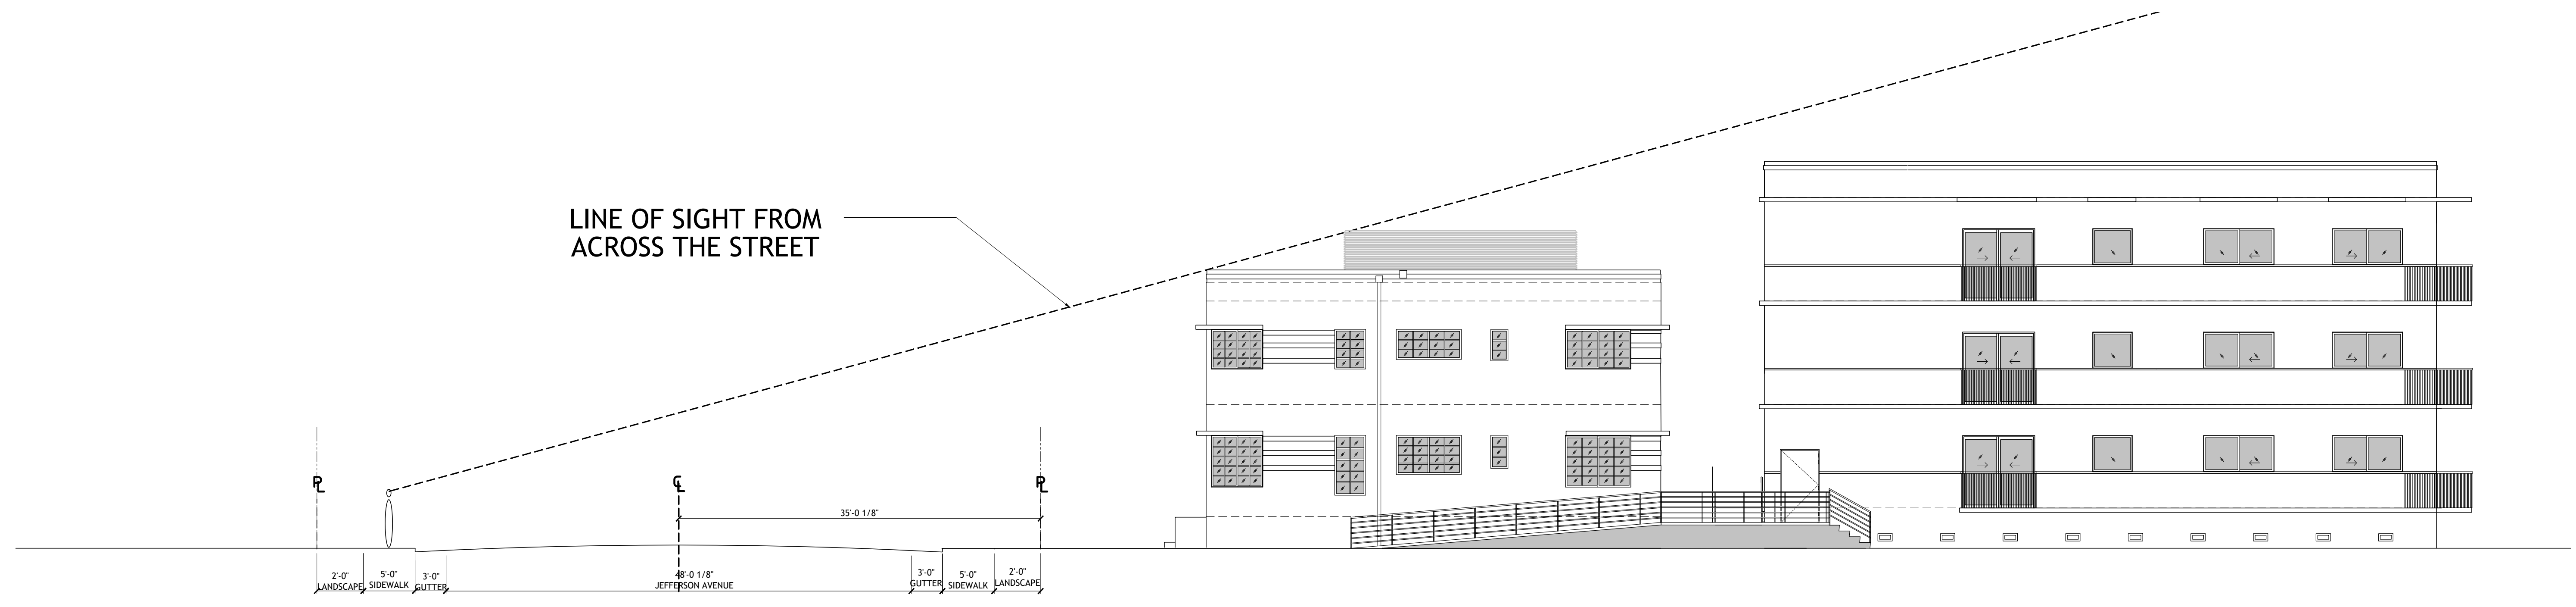 LINE OF SIGHT FROM
ACROSS THE STREET
PL
CL
PL
35'-0 1/8"
2'-0"
LANDSCAPE
5'-0"
SIDEWALK
3'-0"
GUTTER
48'-0 1/8"
JEFFERSON AVENUE
3'-0"
GUTTER
5'-0"
SIDEWALK
2'-0"
LANDSCAPE